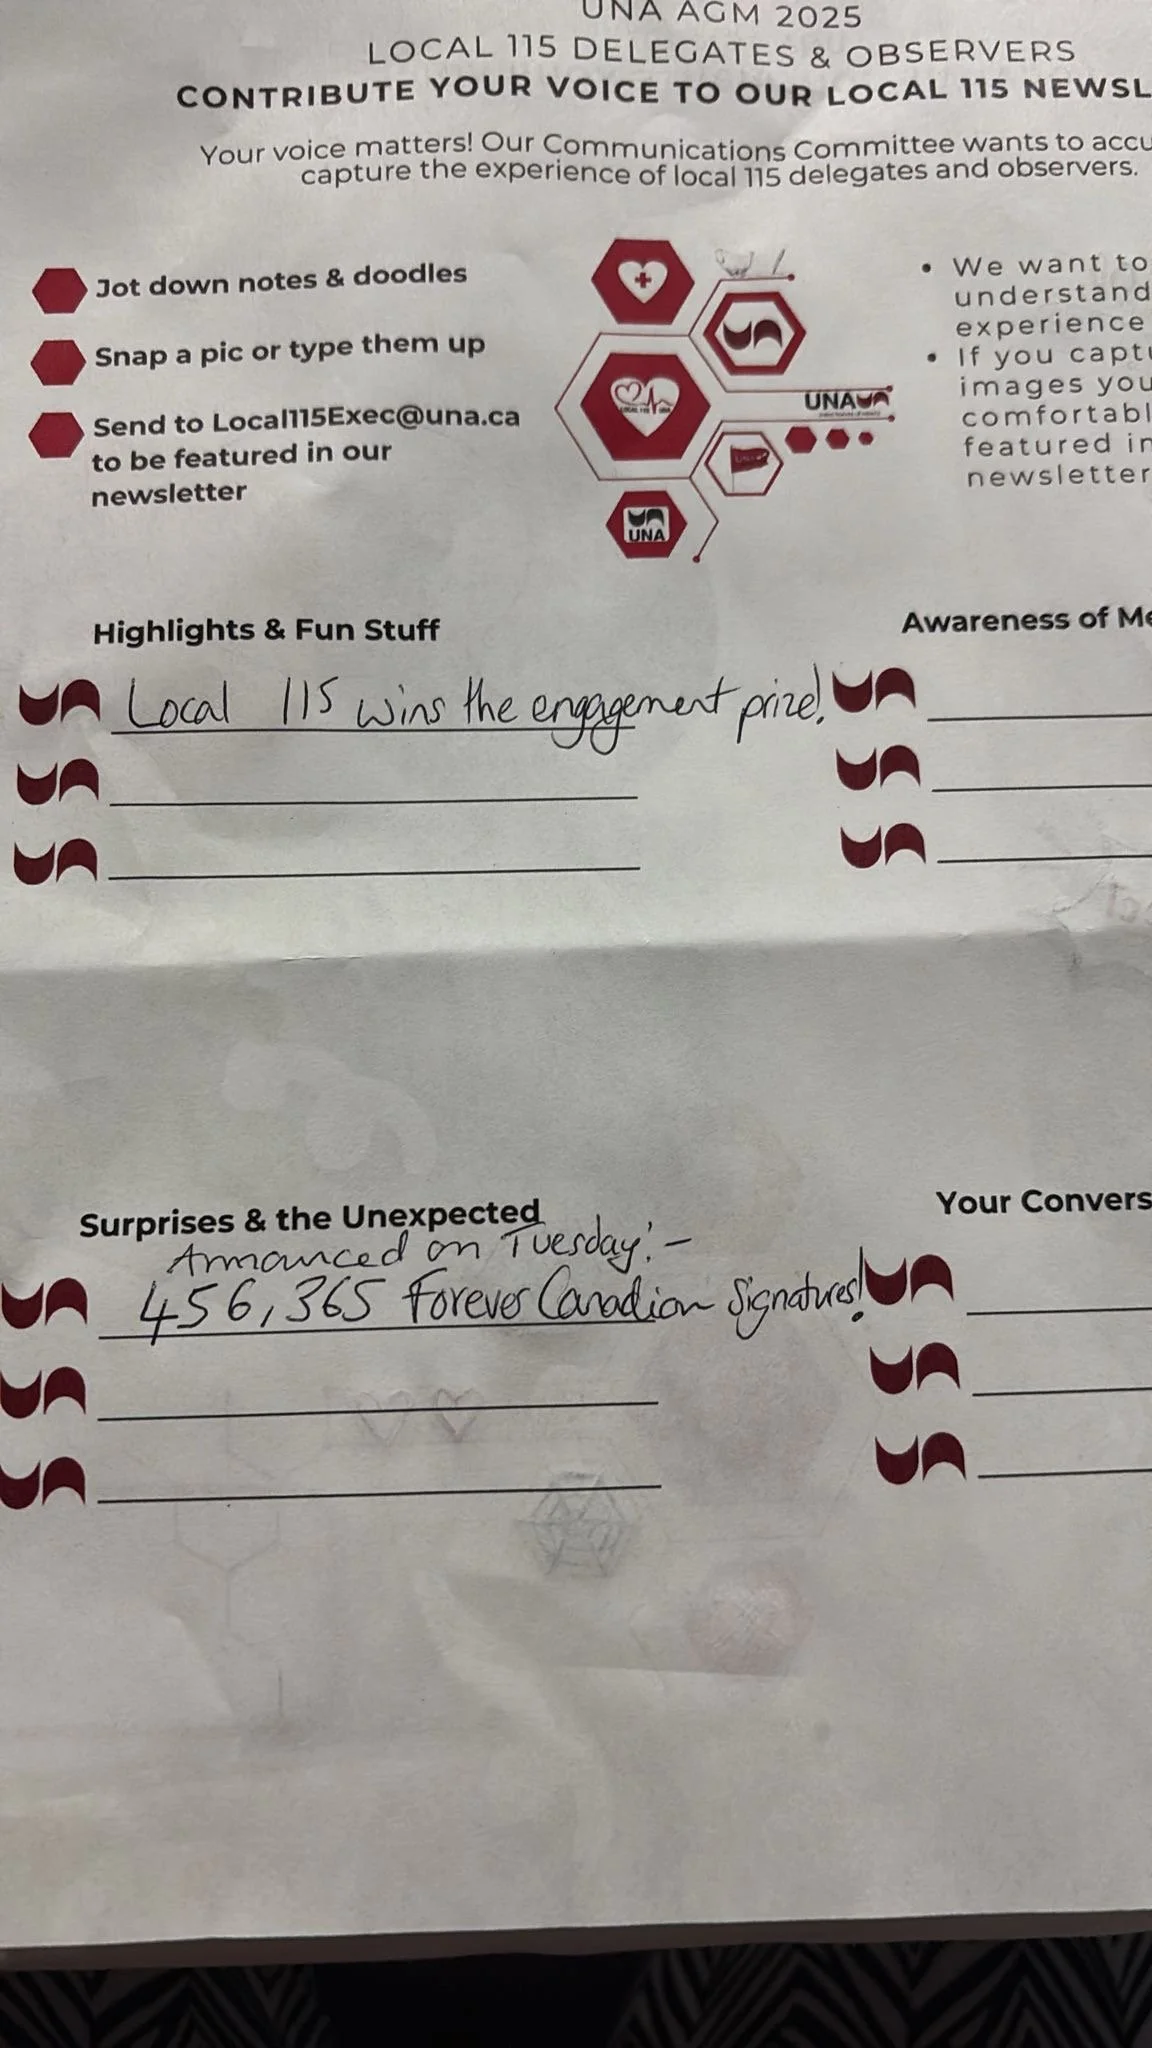 UNA AGM 2025
LOCAL 115 DELEGATES & OBSERVERS
CONTRIBUTE YOUR VOICE TO OUR LOCAL 115 NEWSL
Your voice matters! Our Communications Committee wants to accu
capture the experience of local 115 delegates and observers.
Jot down notes & doodles
Snap a pic or type them up
Send to Local115Exec@una.ca
to be featured in our
newsletter
UNA
UNA
• We want to
understand
experience
• If you captu
images you
comfortabl
featured in
newsletter
Highlights & Fun Stuff
Local 115 wins the engagement prize!
Awareness of Me
Surprises & the Unexpected
Announced on Tuesday:-
456,365 Forever Canadian Signatures!
Your Convers